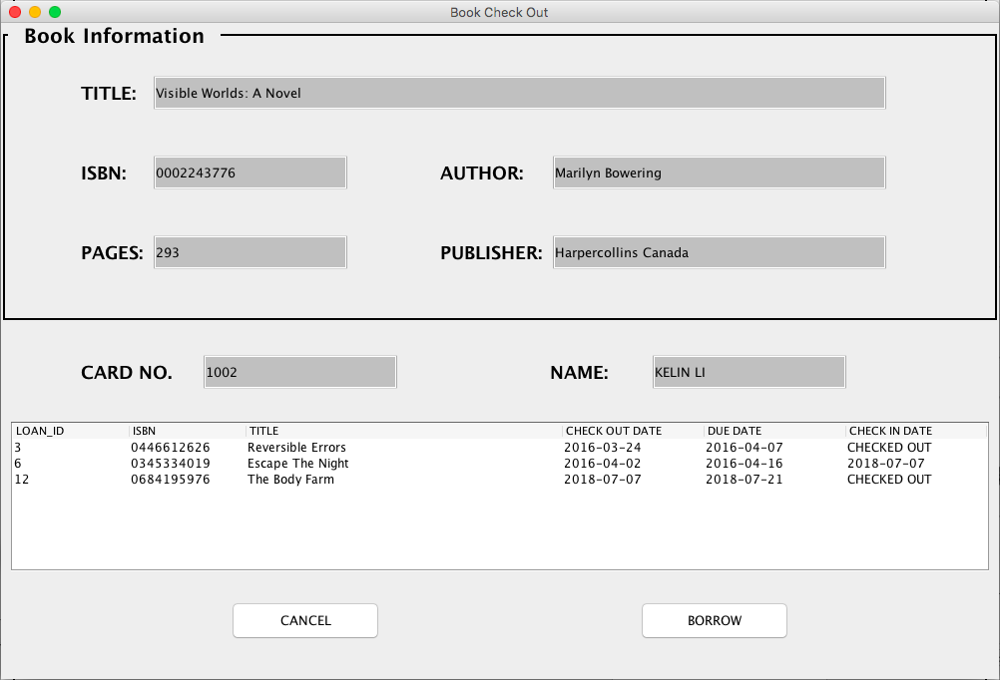 Book Check Out
Book Information
TITLE: Visible Worlds: A Novel
ISBN: 0002243776 AUTHOR: Marilyn Bowering
PAGES: 293 PUBLISHER: Harpercollins Canada
CARD NO. 1002 NAME: KELIN LI
LOAN_ID ISBN TITLE CHECK OUT DATE DUE DATE CHECK IN DATE
3 0446612626 Reversible Errors 2016-03-24 2016-04-07 CHECKED OUT
6 0345334019 Escape The Night 2016-04-02 2016-04-16 2018-07-07
12 0684195976 The Body Farm 2018-07-07 2018-07-21 CHECKED OUT
CANCEL BORROW